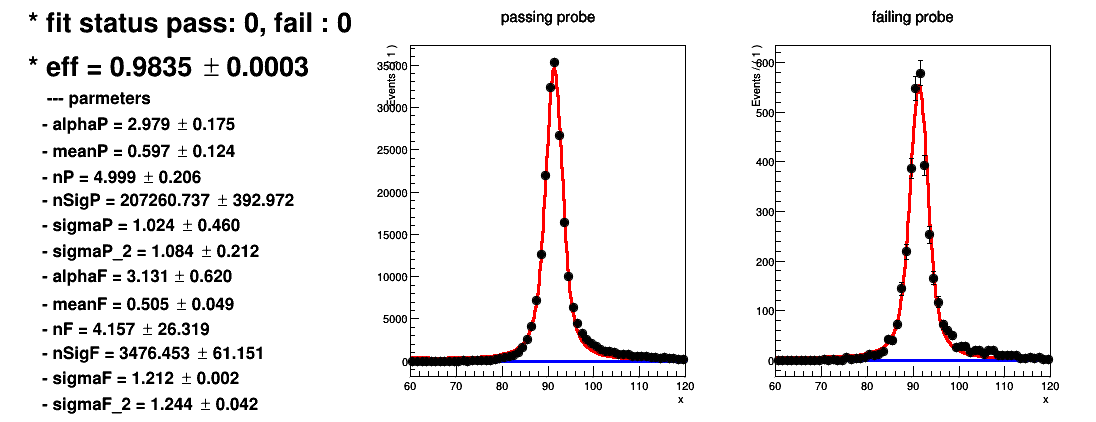 * fit status pass: 0, fail : 0
* eff = 0.9835 ± 0.0003
--- parmeters
- alphaP = 2.979 ± 0.175
- meanP = 0.597 ± 0.124
- nP = 4.999 ± 0.206
- nSigP = 207260.737 ± 392.972
- sigmaP = 1.024 ± 0.460
- sigmaP_2 = 1.084 ± 0.212
- alphaF = 3.131 ± 0.620
- meanF = 0.505 ± 0.049
- nF = 4.157 ± 26.319
- nSigF = 3476.453 ± 61.151
- sigmaF = 1.212 ± 0.002
- sigmaF_2 = 1.244 ± 0.042
passing probe
Events / ( 1 )
35000
30000
25000
20000
15000
10000
5000
0
60 70 80 90 100 110 120
x
failing probe
Events / ( 1 )
600
500
400
300
200
100
0
60 70 80 90 100 110 120
x